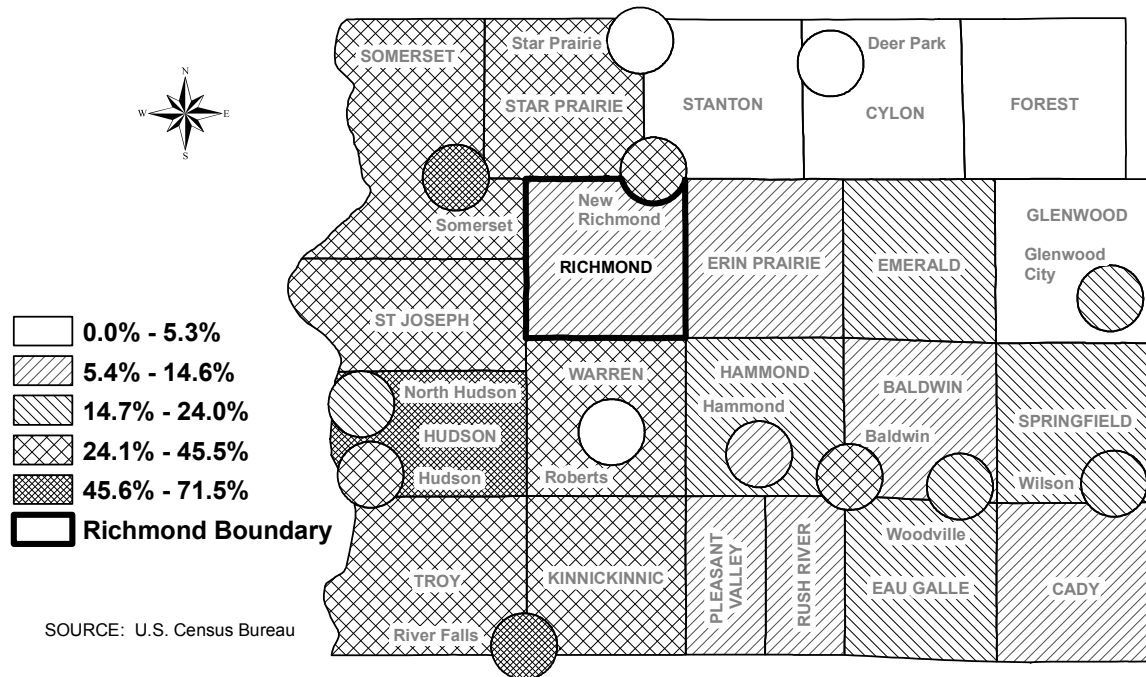 Star Prairie
Deer Park
SOMERSET
N
W
E
S
STAR PRAIRIE
STANTON
CYLON
FOREST
Somerset
New
Richmond
RICHMOND
ERIN PRAIRIE
EMERALD
GLENWOOD
Glenwood
City
ST JOSEPH
0.0% - 5.3%
5.4% - 14.6%
14.7% - 24.0%
24.1% - 45.5%
45.6% - 71.5%
Richmond Boundary
North Hudson
HUDSON
Hudson
WARREN
Roberts
HAMMOND
Hammond
BALDWIN
Baldwin
SPRINGFIELD
Wilson
TROY
River Falls
KINNICKINNIC
PLEASANT
VALLEY
RUSH RIVER
Woodville
EAU GALLE
CADY
SOURCE: U.S. Census Bureau